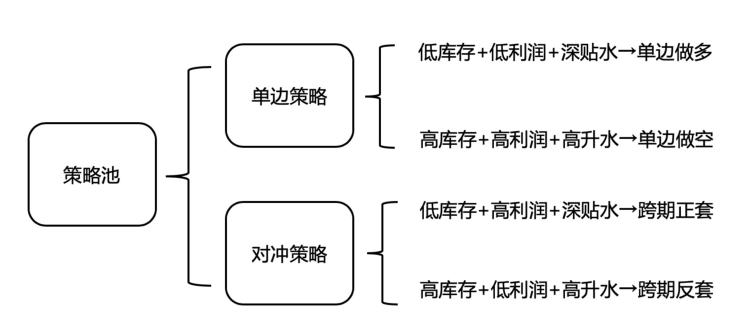 策略池
单边策略
低库存+低利润+深贴水→单边做多
高库存+高利润+高升水→单边做空
对冲策略
低库存+高利润+深贴水→跨期正套
高库存+低利润+高升水→跨期反套